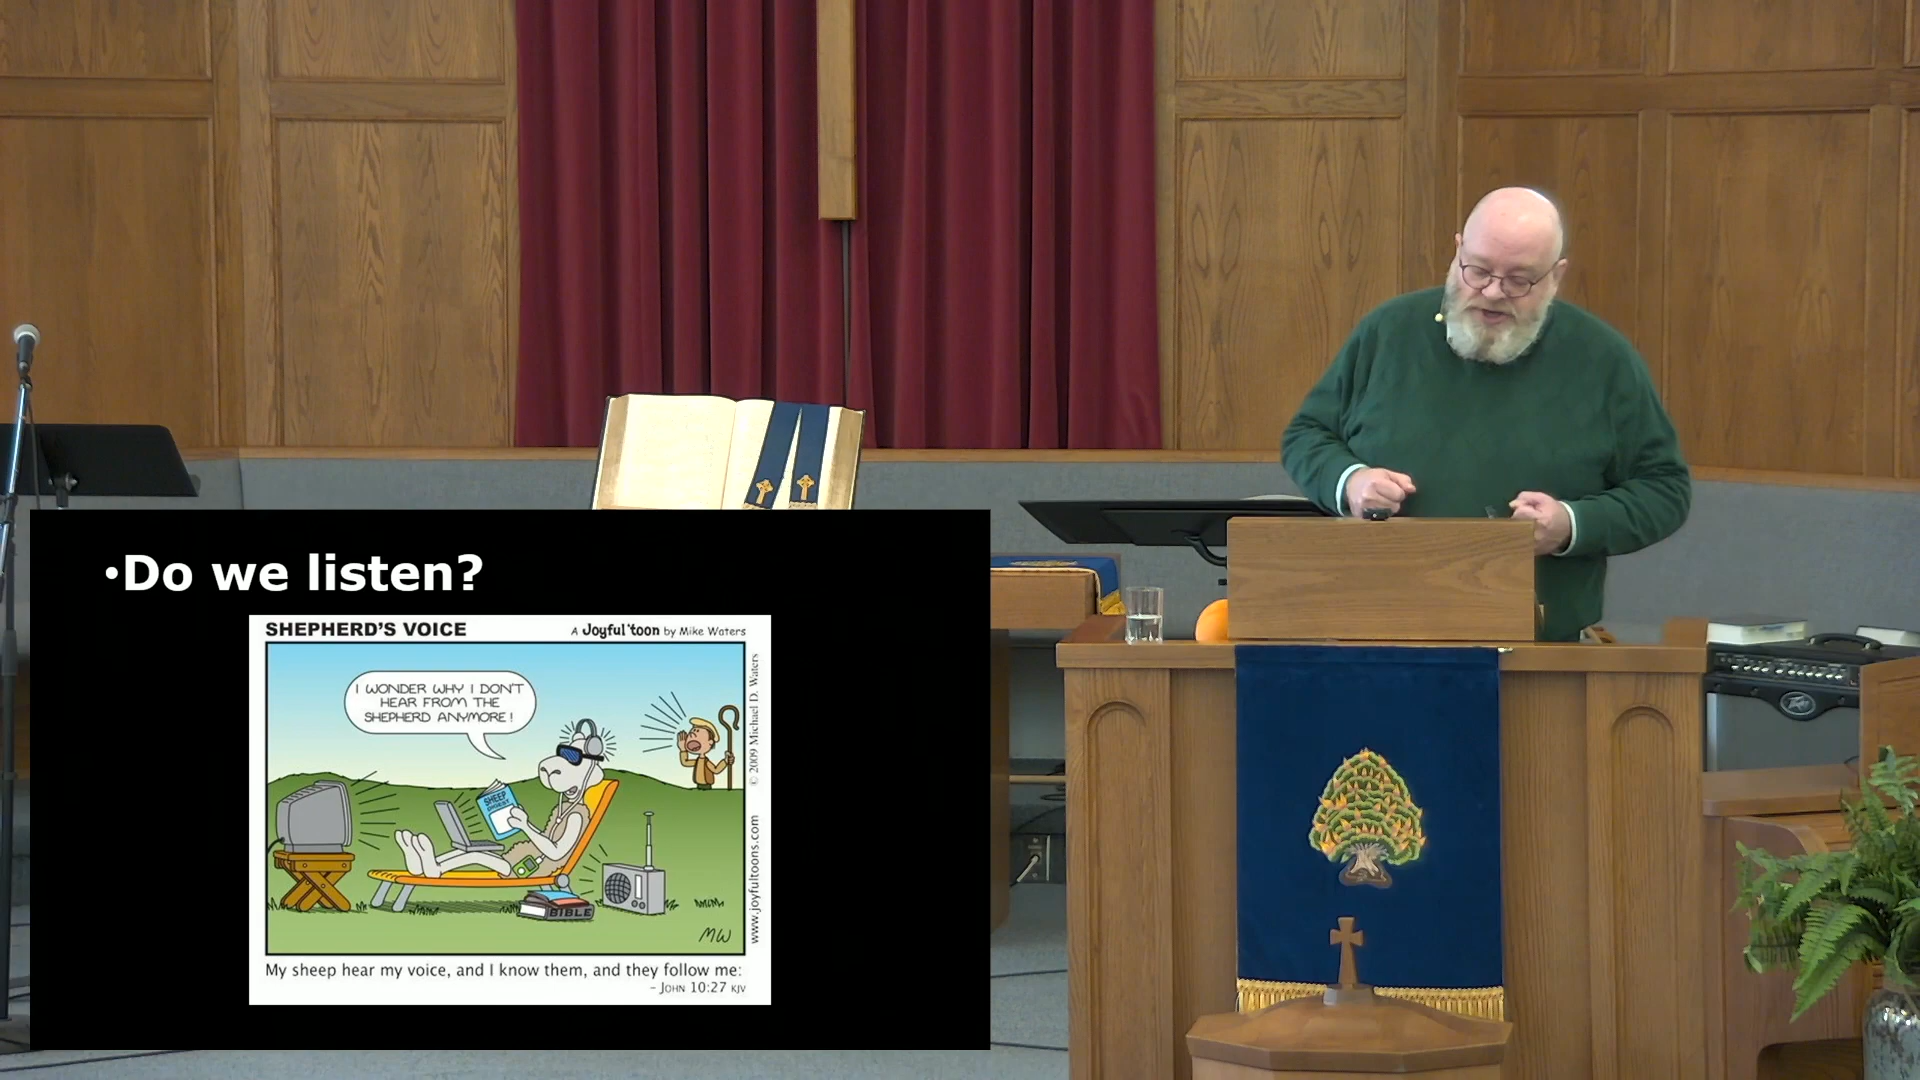 •Do we listen?
SHEPHERD'S VOICE
A Joyful 'toon by Mike Waters
I WONDER WHY I DON'T
HEAR FROM THE
SHEPHERD ANYMORE!
SHEEP
DIGEST
BIBLE
MW
© 2009 Michael D. Waters
www.joyfultoons.com
My sheep hear my voice, and I know them, and they follow me:
- JOHN 10:27 KJV